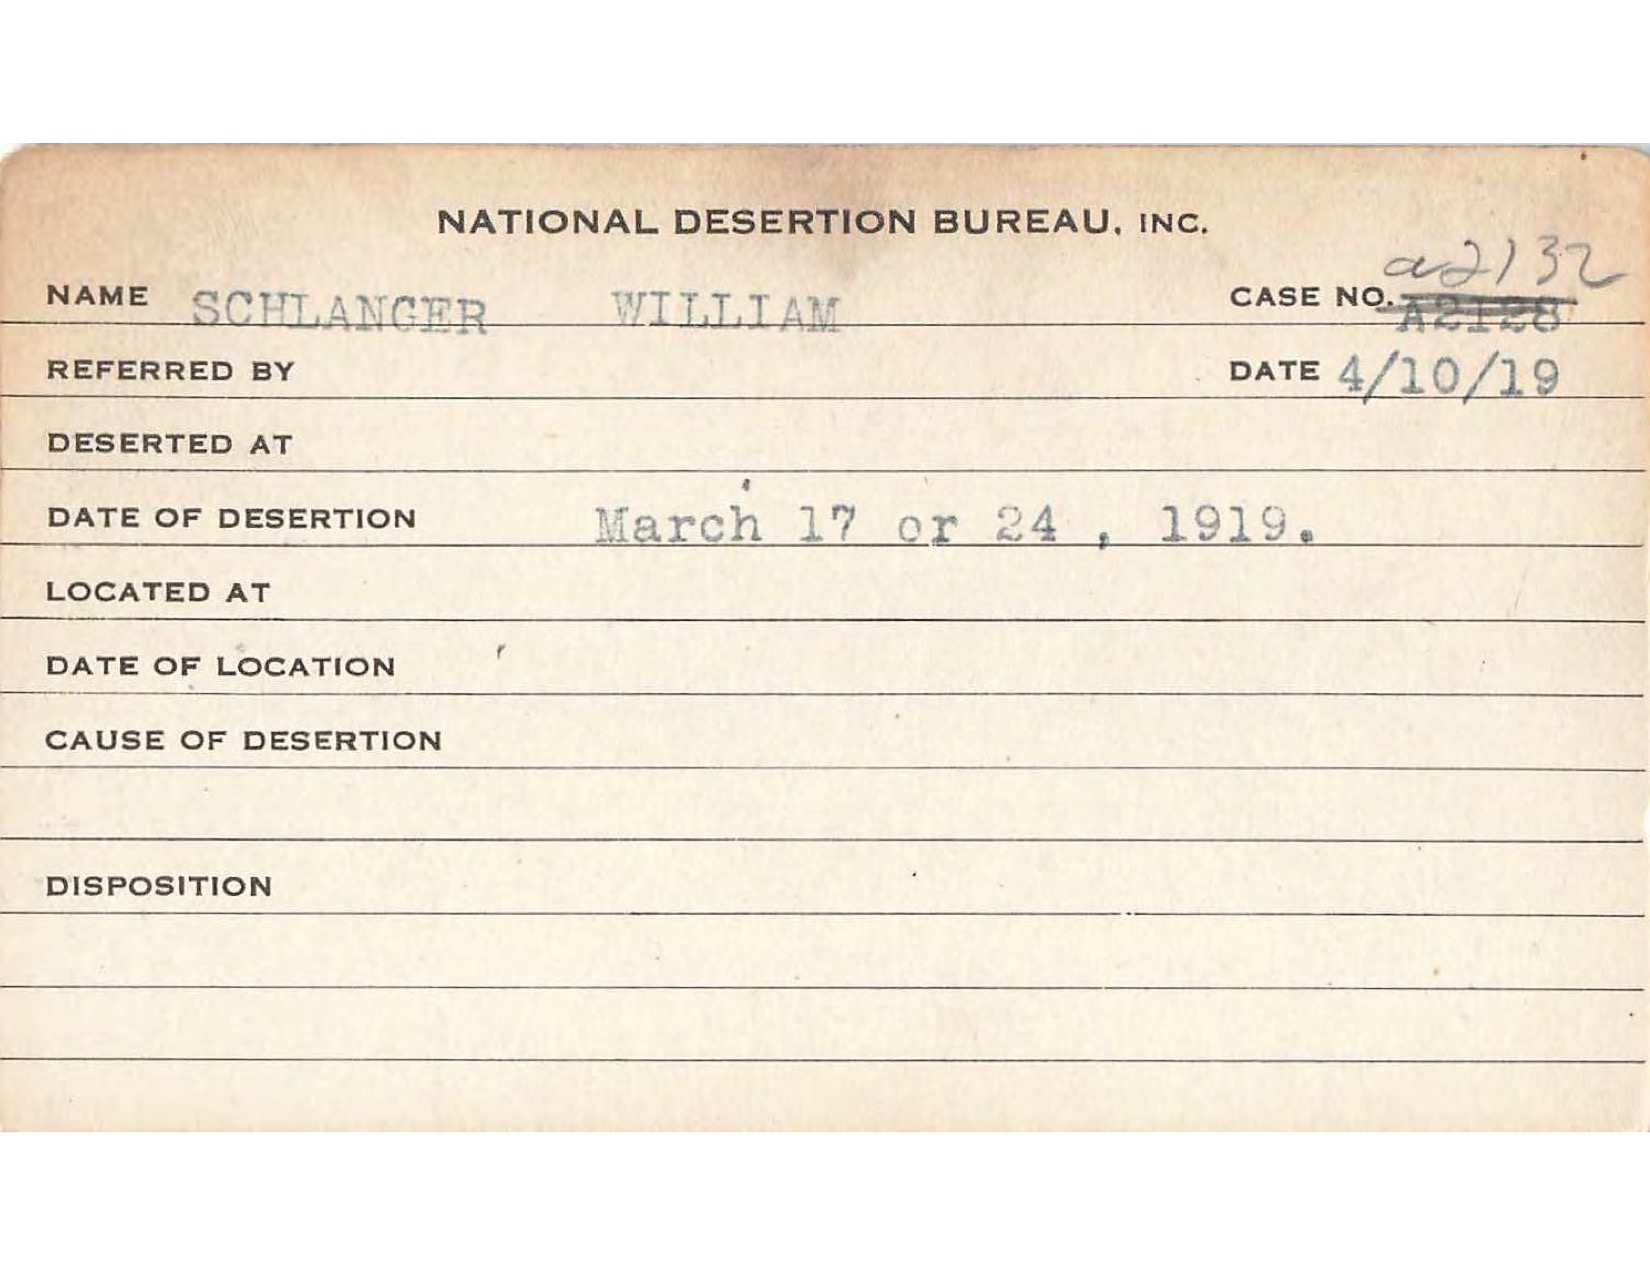 NATIONAL DESERTION BUREAU, INC.
a2132
NAME SCHLANGER WILLIAM CASE NO. A2128
REFERRED BY DATE 4/10/19
DESERTED AT
DATE OF DESERTION March 17 or 24 , 1919.
LOCATED AT
DATE OF LOCATION
CAUSE OF DESERTION
DISPOSITION